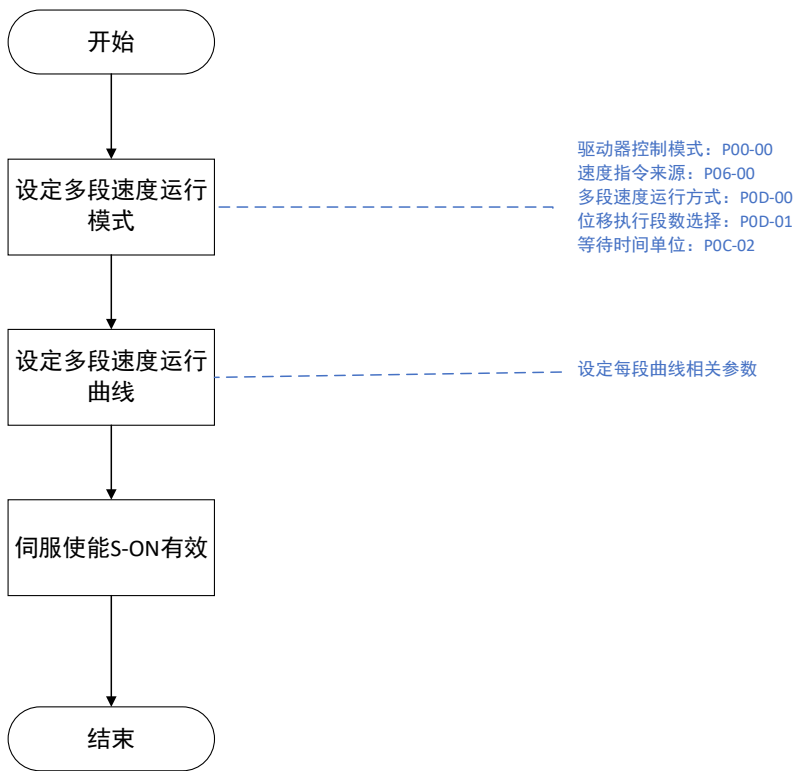 开始
设定多段速度运行
模式
驱动器控制模式：P00-00
速度指令来源：P06-00
多段速度运行方式：P0D-00
位移执行段数选择：P0D-01
等待时间单位：P0C-02
设定多段速度运行
曲线
设定每段曲线相关参数
伺服使能S-ON有效
结束